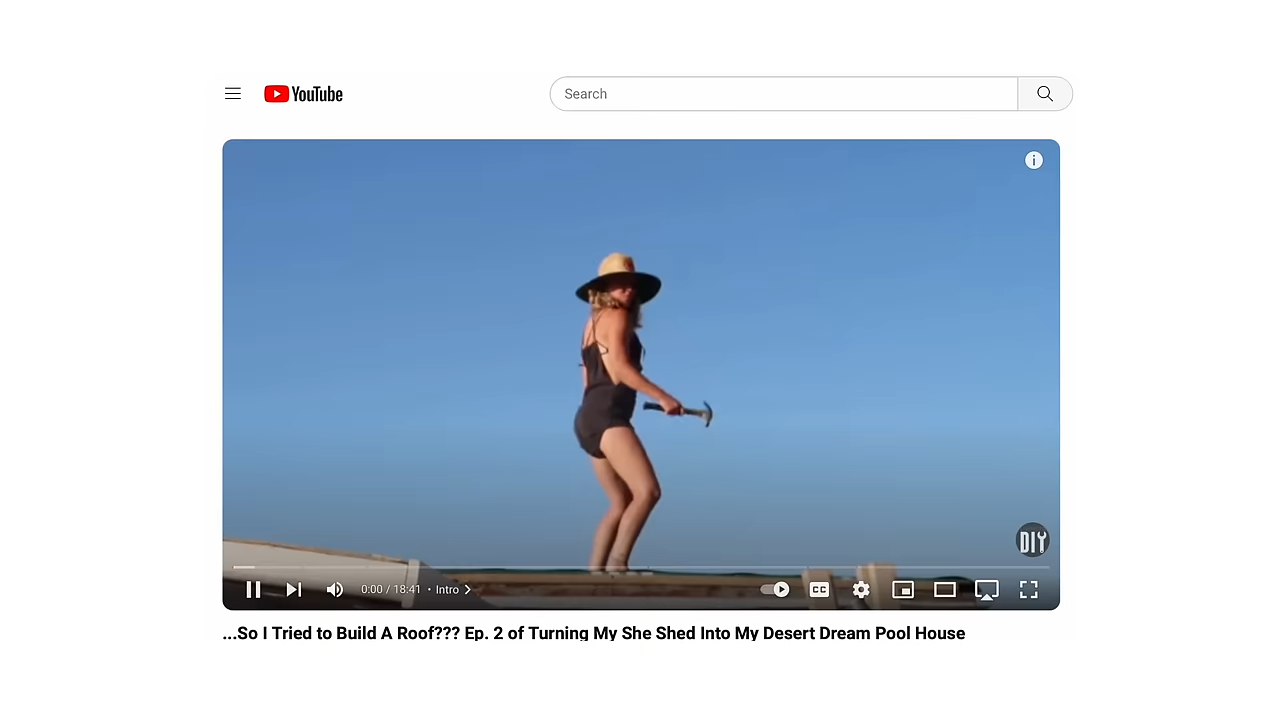 YouTube
Search
i
DIY
0:00 / 18:41 • Intro
CC
...So I Tried to Build A Roof??? Ep. 2 of Turning My She Shed Into My Desert Dream Pool House